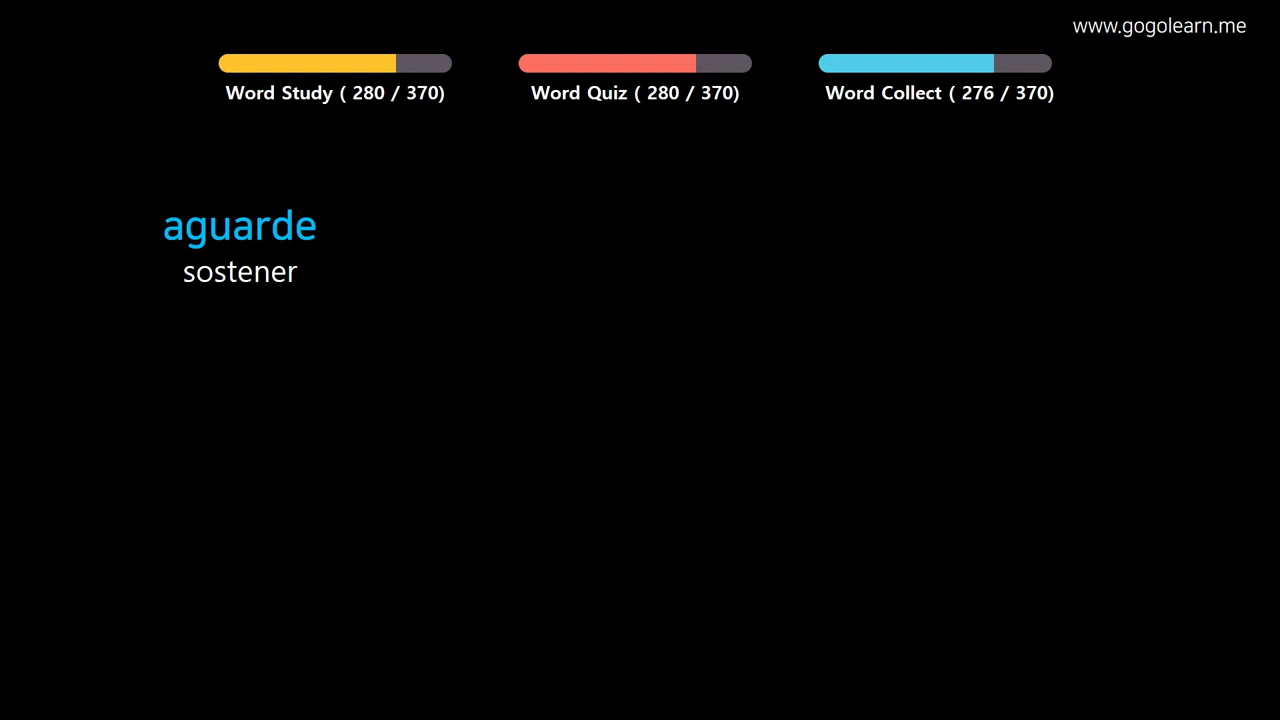 www.gogolearn.me
Word Study ( 280 / 370)
Word Quiz ( 280 / 370)
Word Collect ( 276 / 370)
aguarde
sostener